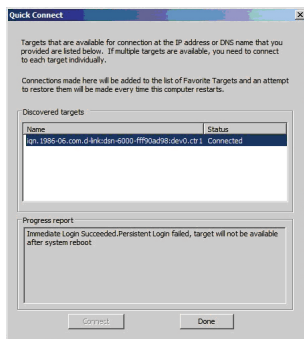 Quick Connect
Targets that are available for connection at the IP address or DNS name that you
provided are listed below. If multiple targets are available, you need to connect
to each target individually.
Connections made here will be added to the list of Favorite Targets and an attempt
to restore them will be made every time this computer restarts.
Discovered targets
Name Status
iqn.1986-06.com.d-link:dsn-6000-fff90ad98:dev0.ctr1 Connected
Progress report
Immediate Login Succeeded.Persistent Login failed, target will not be available
after system reboot
Connect Done